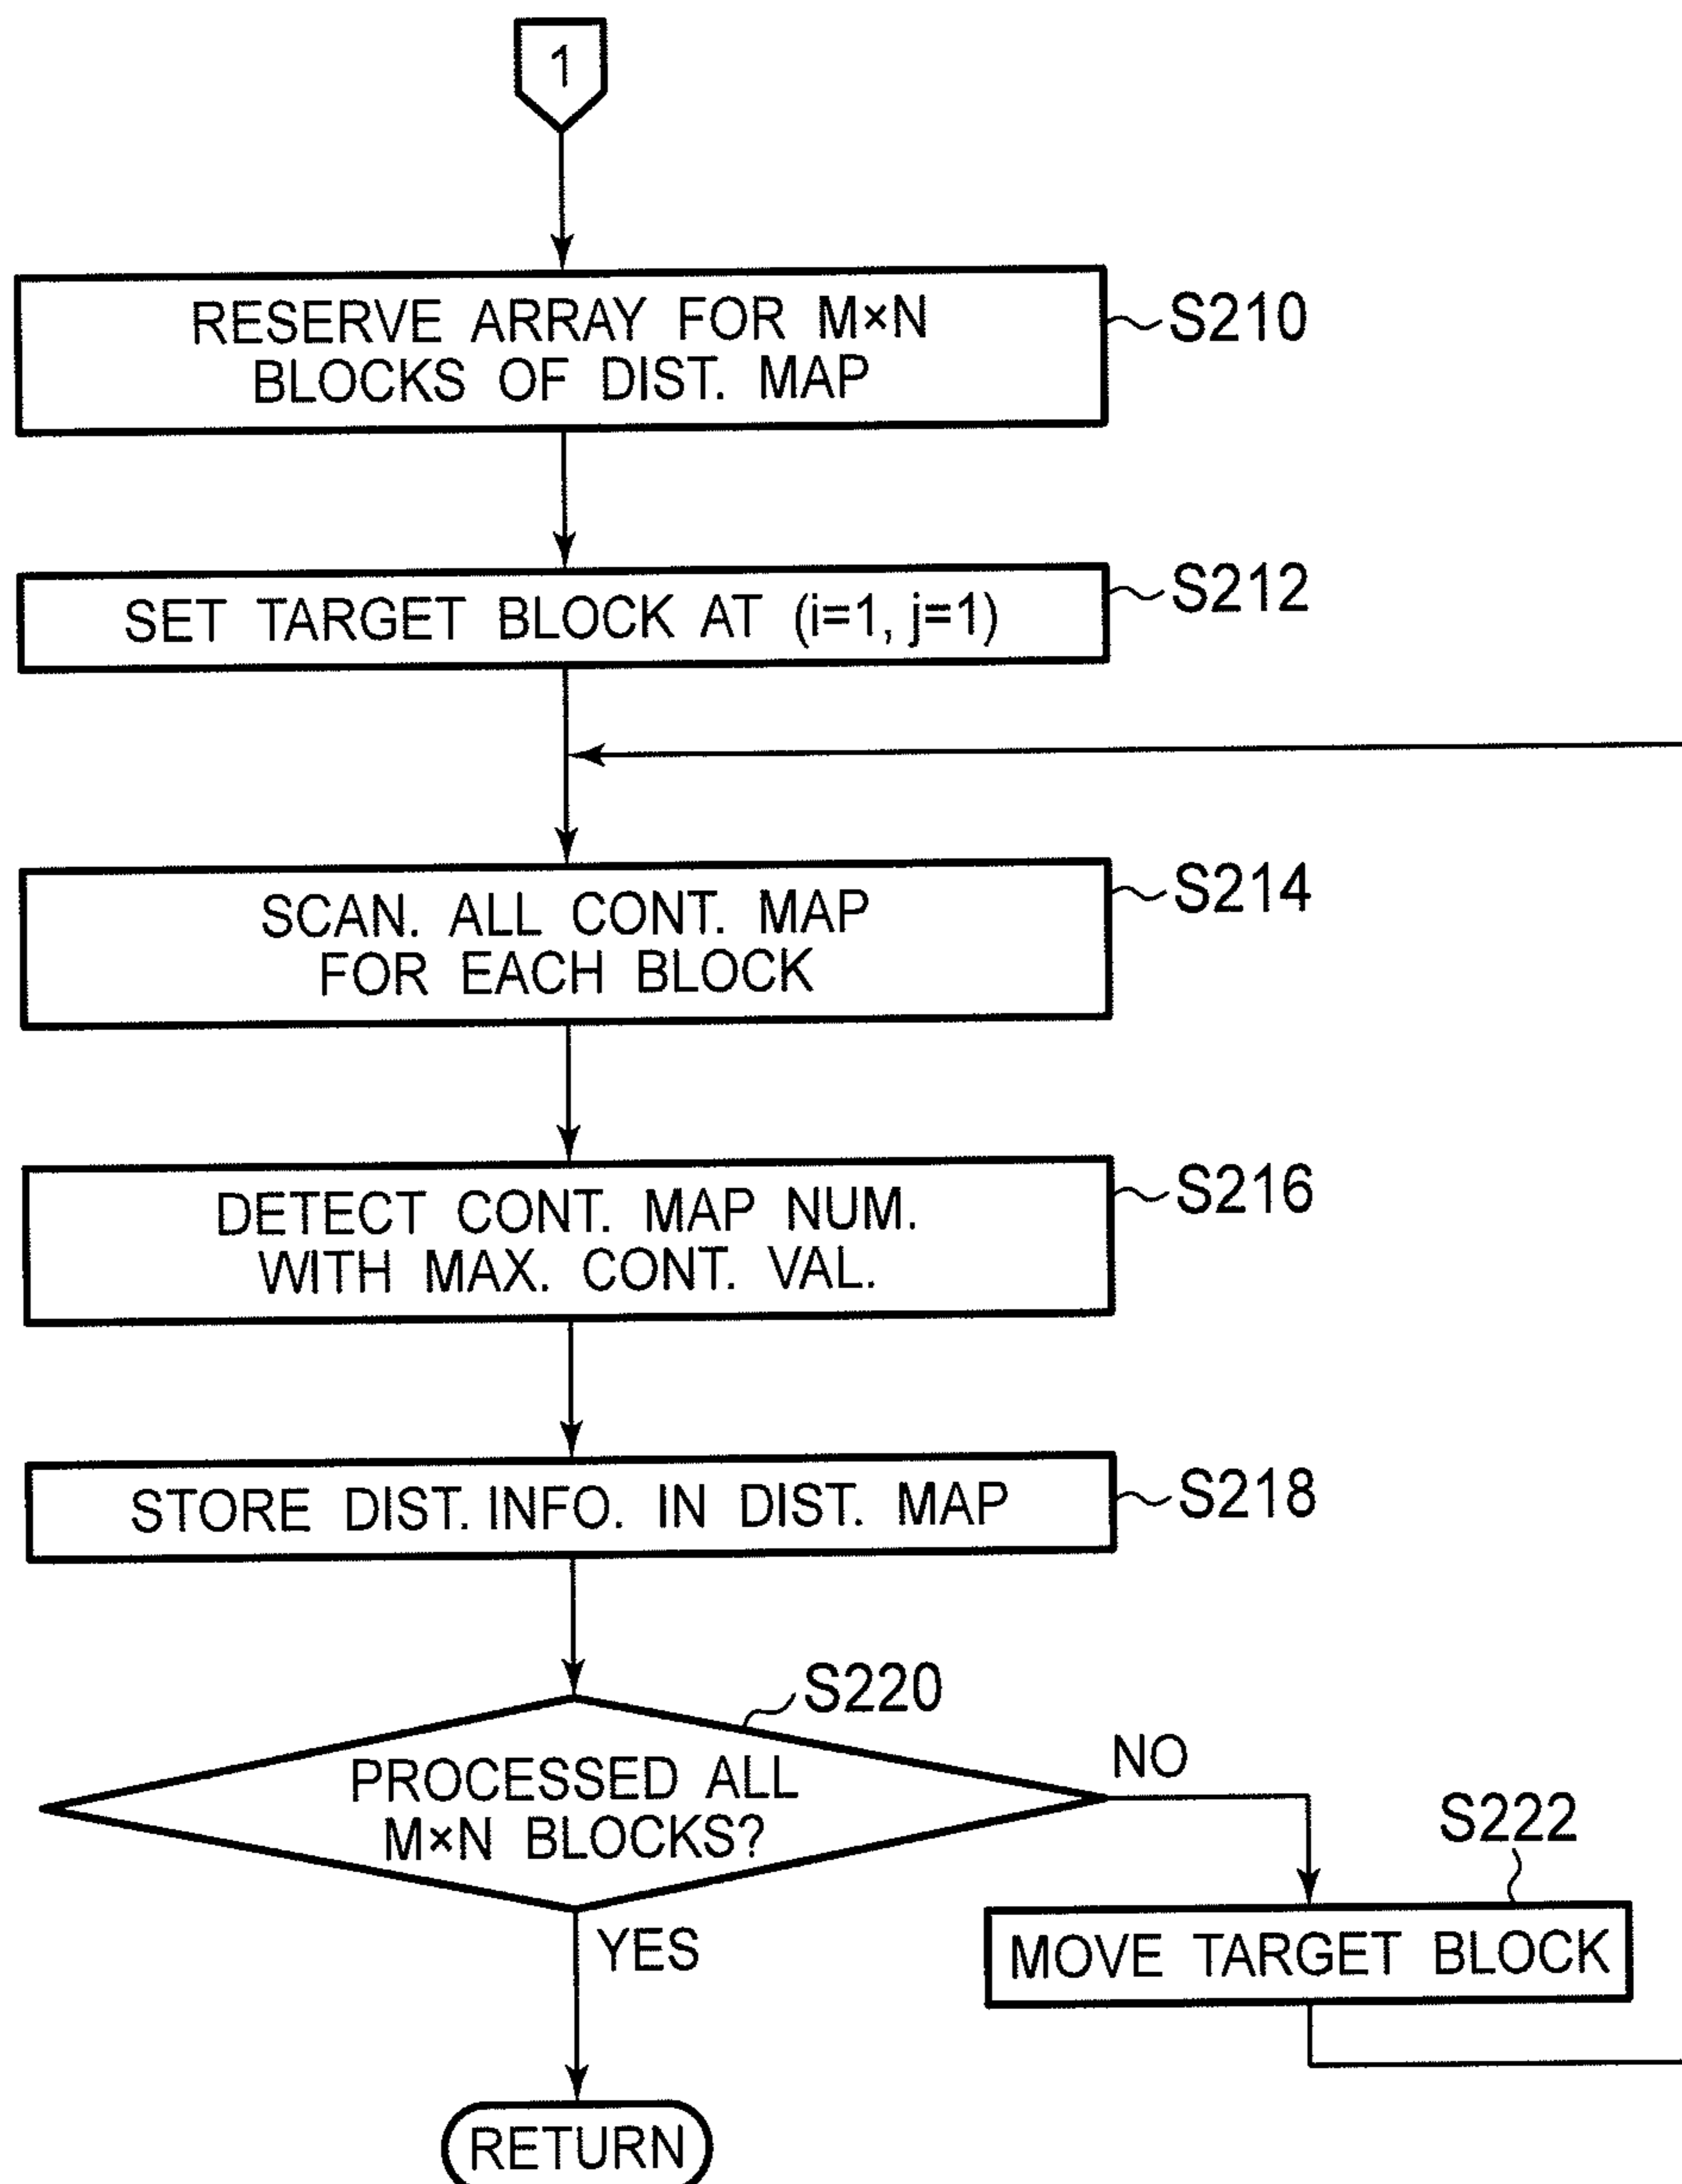 1
RESERVE ARRAY FOR M×N
BLOCKS OF DIST. MAP
S210
SET TARGET BLOCK AT (i=1, j=1)
S212
SCAN. ALL CONT. MAP
FOR EACH BLOCK
S214
DETECT CONT. MAP NUM.
WITH MAX. CONT. VAL.
S216
STORE DIST. INFO. IN DIST. MAP
S218
S220
PROCESSED ALL
M×N BLOCKS?
NO
S222
MOVE TARGET BLOCK
YES
RETURN